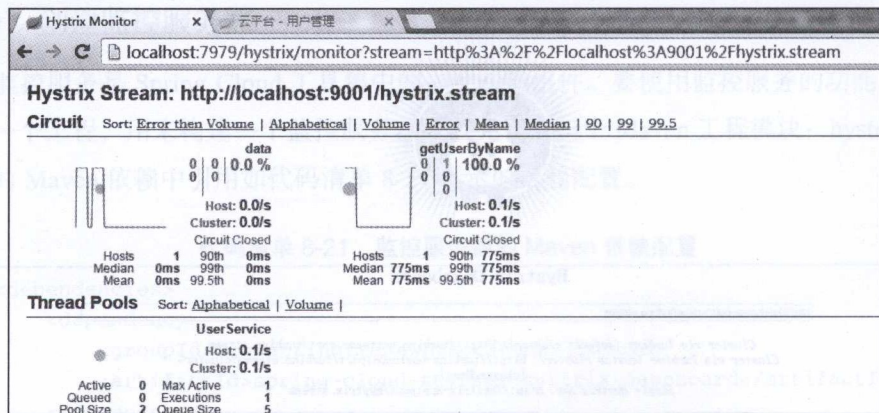 Hystrix Monitor × 云平台 - 用户管理 ×
localhost:7979/hystrix/monitor?stream=http%3A%2F%2Flocalhost%3A9001%2Fhystrix.stream
Hystrix Stream: http://localhost:9001/hystrix.stream
Circuit Sort: Error then Volume | Alphabetical | Volume | Error | Mean | Median | 90 | 99 | 99.5
data
0 | 0 | 0.0 %
0 | 0
0
Host: 0.0/s
Cluster: 0.0/s
Circuit Closed
Hosts 1 90th 0ms
Median 0ms 99th 0ms
Mean 0ms 99.5th 0ms
getUserByName
0 | 1 | 100.0 %
0 | 0
0
Host: 0.1/s
Cluster: 0.1/s
Circuit Closed
Hosts 1 90th 775ms
Median 775ms 99th 775ms
Mean 775ms 99.5th 775ms
Thread Pools Sort: Alphabetical | Volume |
UserService
Host: 0.1/s
Cluster: 0.1/s
Active 0 Max Active 1
Queued 0 Executions 1
Pool Size 2 Queue Size 5